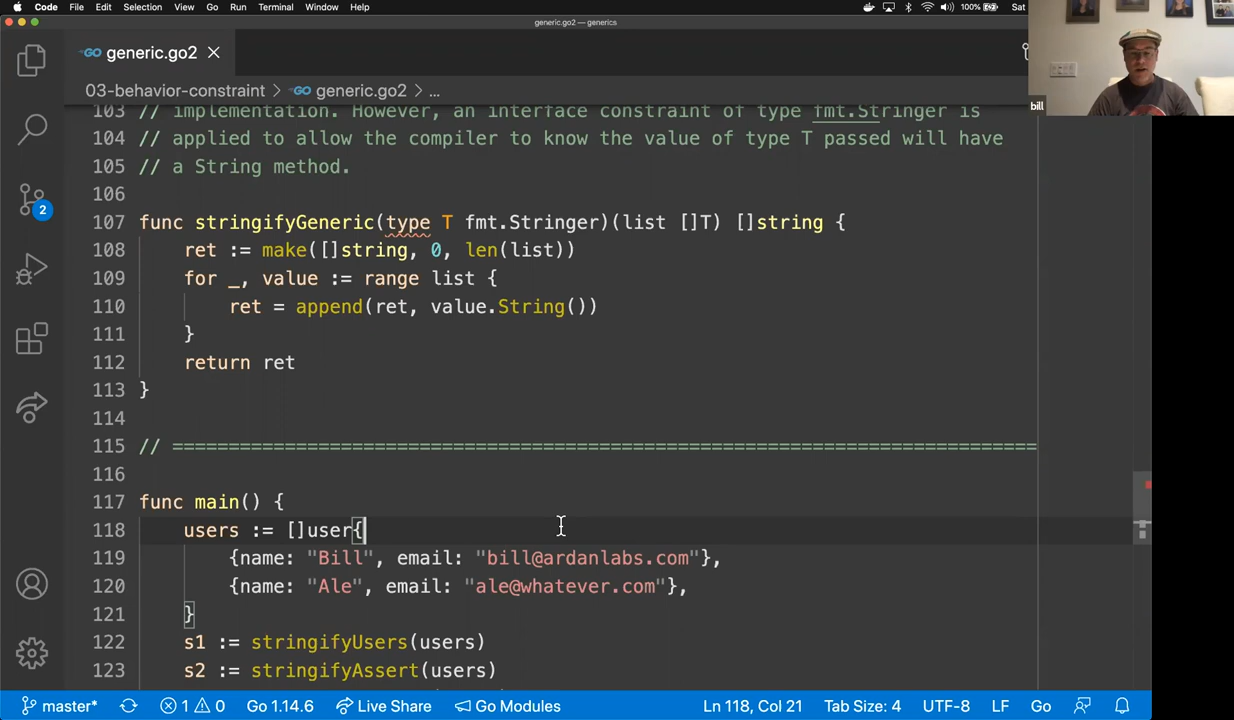 Code File Edit Selection View Go Run Terminal Window Help 100% Sat
generic.go2 — generics
GO generic.go2
03-behavior-constraint > GO generic.go2 > ...
bill
103 // implementation. However, an interface constraint of type fmt.Stringer is
104 // applied to allow the compiler to know the value of type T passed will have
105 // a String method.
106
107 func stringifyGeneric(type T fmt.Stringer)(list []T) []string {
108 ret := make([]string, 0, len(list))
109 for _, value := range list {
110 ret = append(ret, value.String())
111 }
112 return ret
113 }
114
115 // =============================================================================
116
117 func main() {
118 users := []user{
119 {name: "Bill", email: "bill@ardanlabs.com"},
120 {name: "Ale", email: "ale@whatever.com"},
121 }
122 s1 := stringifyUsers(users)
123 s2 := stringifyAssert(users)
2
master* 1 0 Go 1.14.6 Live Share Go Modules Ln 118, Col 21 Tab Size: 4 UTF-8 LF Go